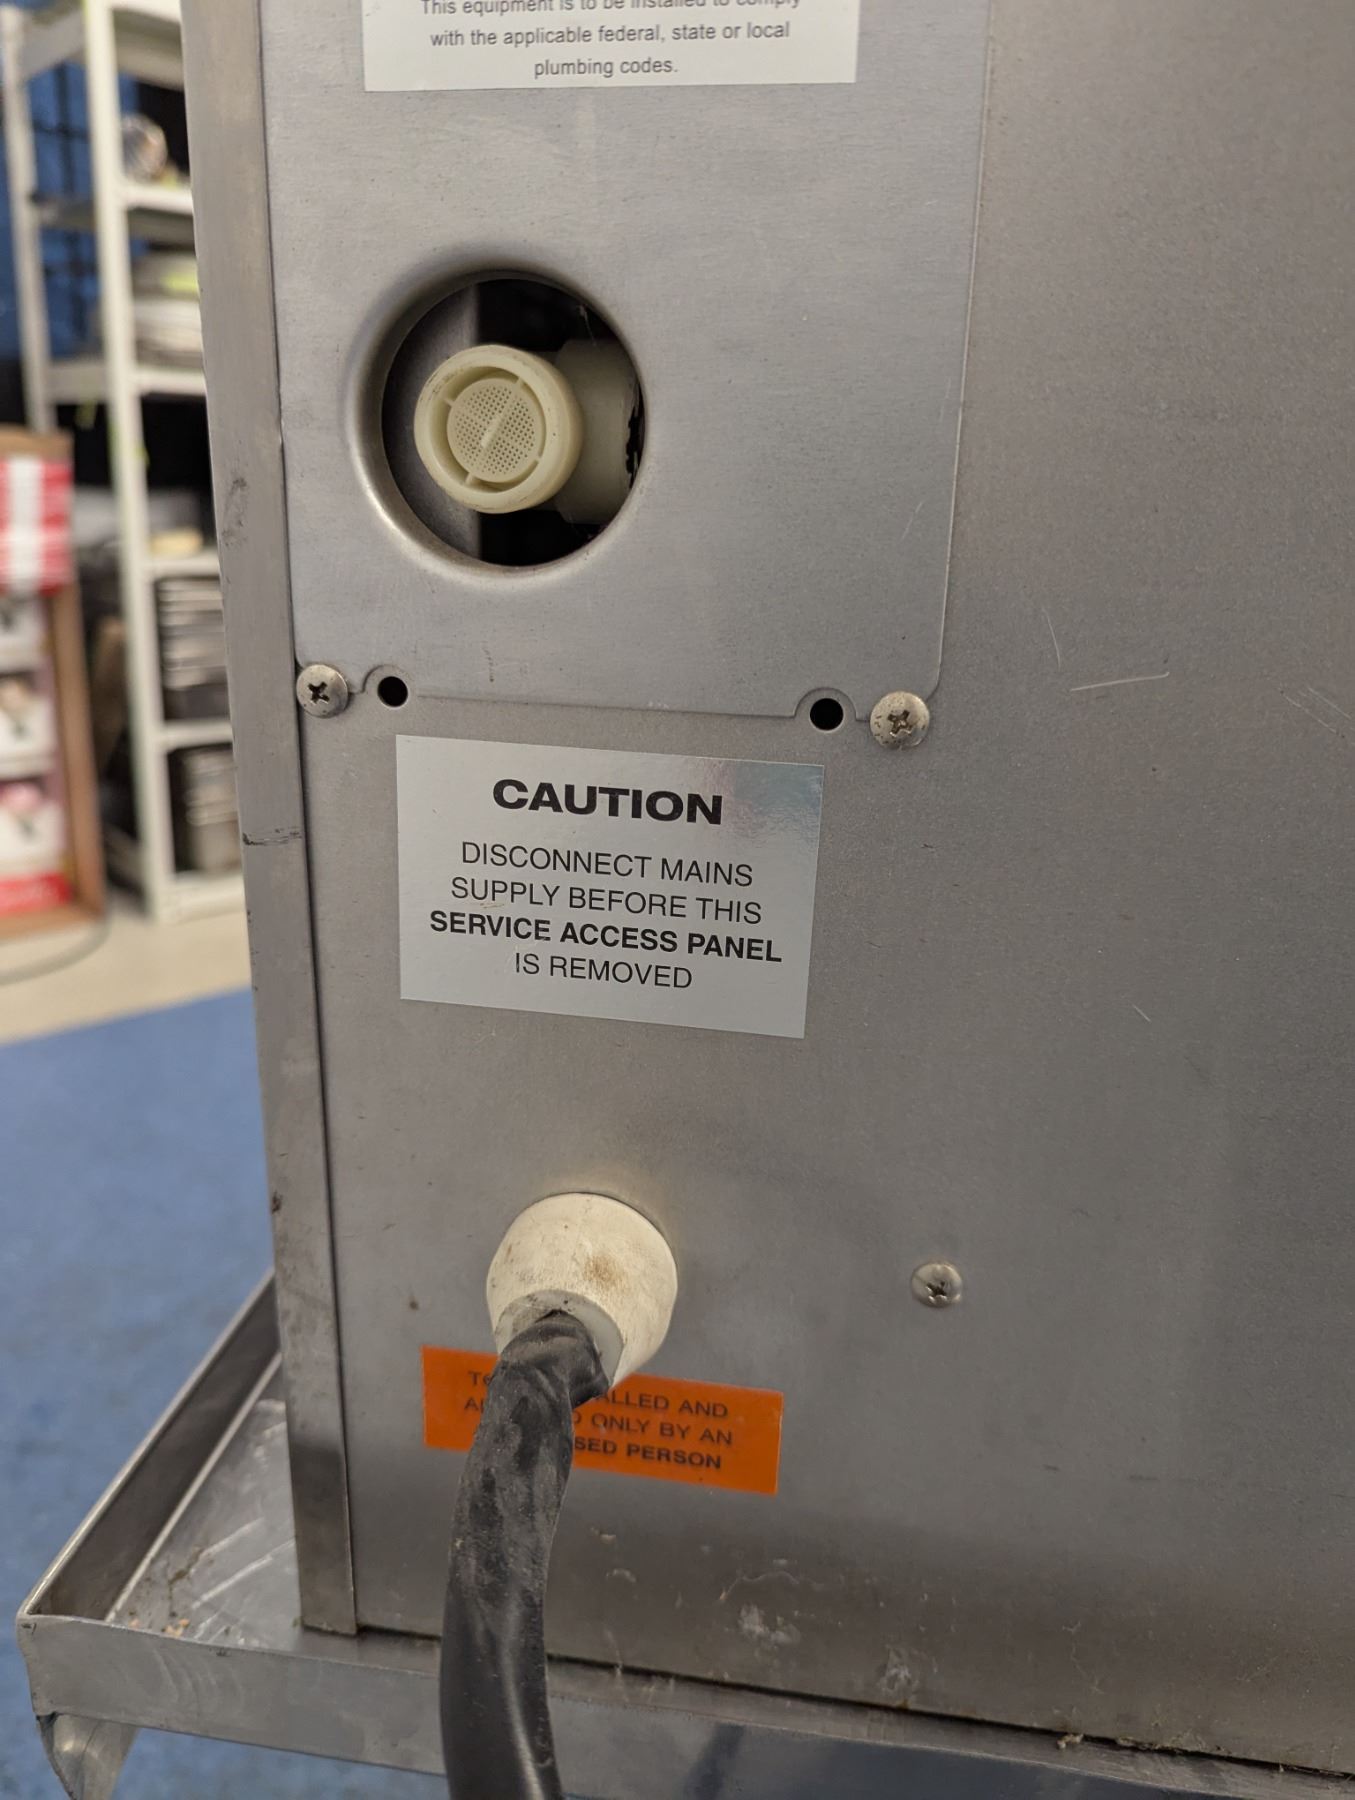 This equipment is to be installed to comply
with the applicable federal, state or local
plumbing codes.
CAUTION
DISCONNECT MAINS
SUPPLY BEFORE THIS
SERVICE ACCESS PANEL
IS REMOVED
ALLED AND
ONLY BY AN
SED PERSON